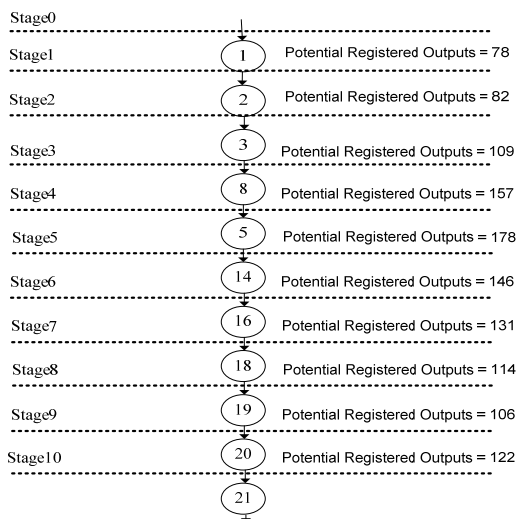 Stage0
Stage1 1 Potential Registered Outputs = 78
Stage2 2 Potential Registered Outputs = 82
Stage3 3 Potential Registered Outputs = 109
Stage4 8 Potential Registered Outputs = 157
Stage5 5 Potential Registered Outputs = 178
Stage6 14 Potential Registered Outputs = 146
Stage7 16 Potential Registered Outputs = 131
Stage8 18 Potential Registered Outputs = 114
Stage9 19 Potential Registered Outputs = 106
Stage10 20 Potential Registered Outputs = 122
21